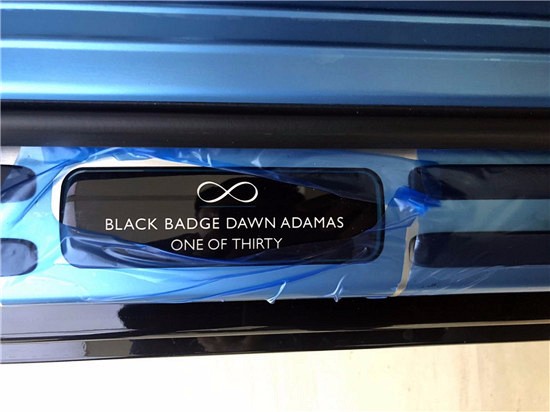 BLACK BADGE DAWN ADAMAS
ONE OF THIRTY